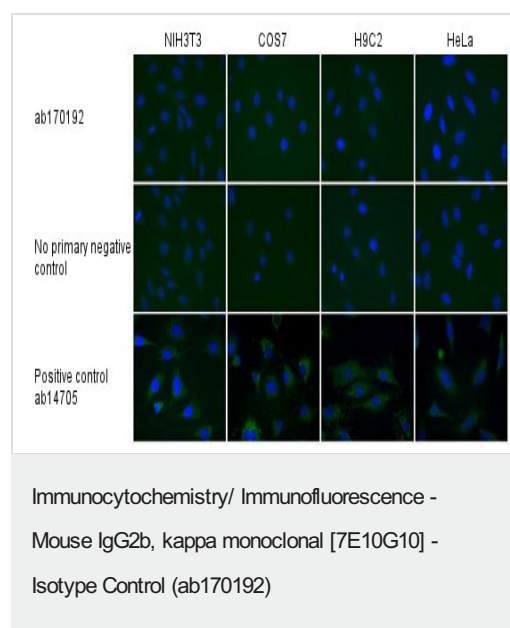 NIH3T3 COS7 H9C2 HeLa
ab170192
No primary negative
control
Positive control
ab14705
Immunocytochemistry/ Immunofluorescence -
Mouse IgG2b, kappa monoclonal [7E10G10] -
Isotype Control (ab170192)